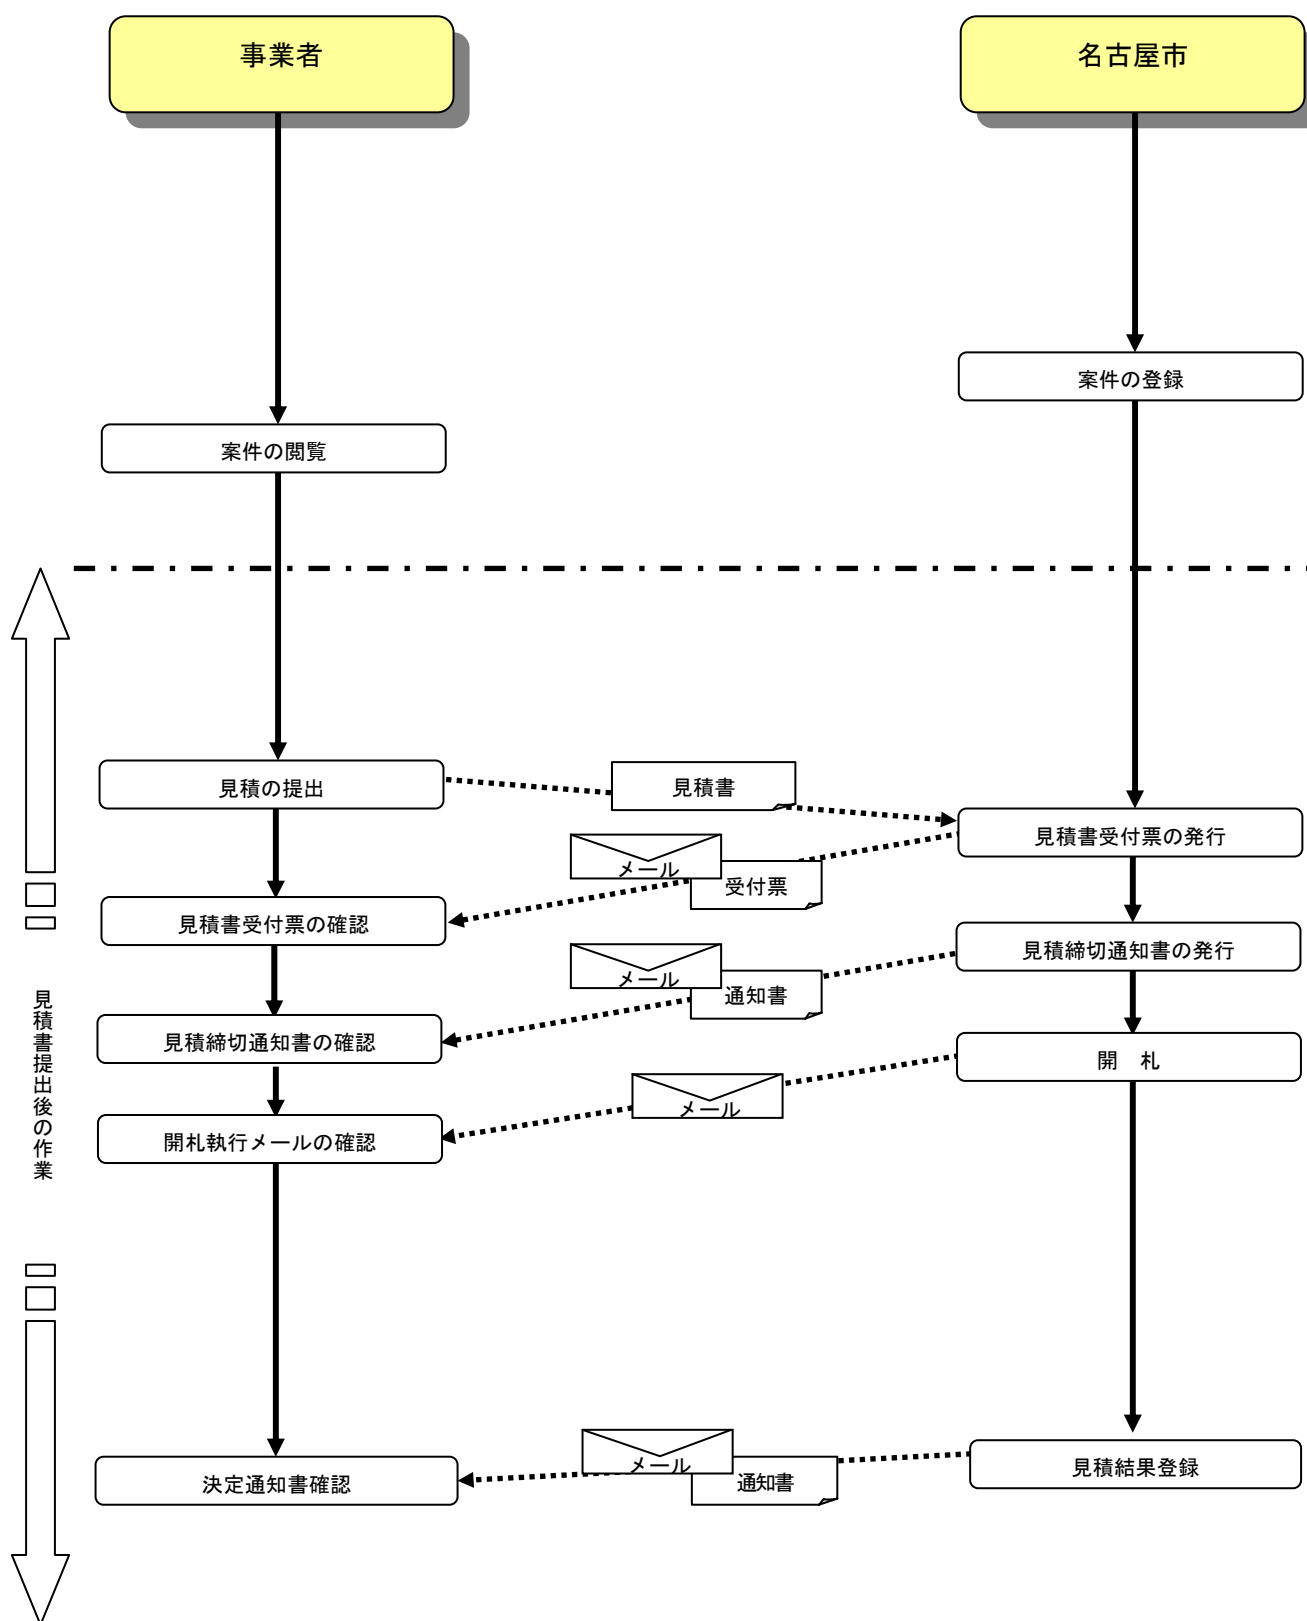 事業者
名古屋市
案件の登録
案件の閲覧
見積の提出
見積書
見積書受付票の発行
メール
受付票
見積書受付票の確認
見積締切通知書の発行
メール
通知書
見積締切通知書の確認
開　札
メール
開札執行メールの確認
見積書提出後の作業
メール
見積結果登録
通知書
決定通知書確認